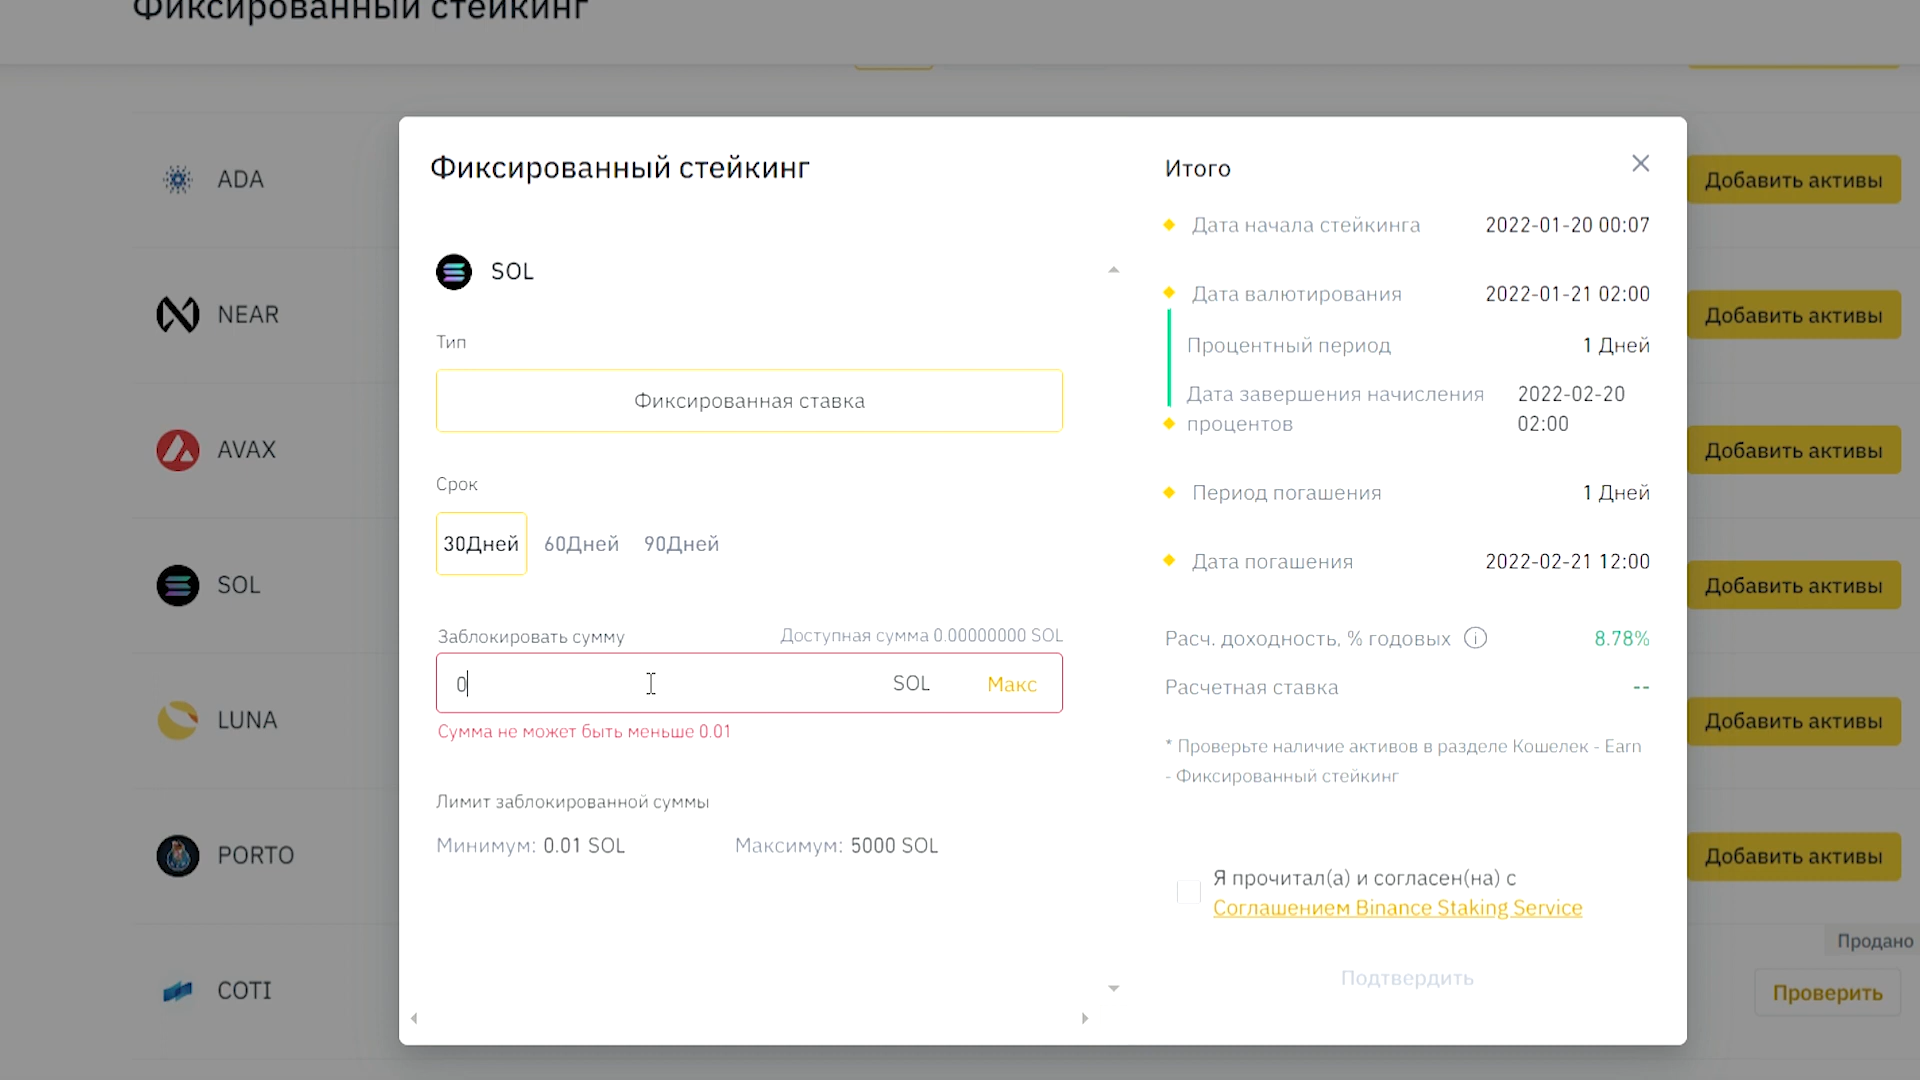 Фиксированный стейкинг
ADA
Добавить активы
NEAR
Добавить активы
AVAX
Добавить активы
SOL
Добавить активы
LUNA
Добавить активы
PORTO
Добавить активы
COTI
Продано
Проверить
Фиксированный стейкинг
SOL
Тип
Фиксированная ставка
Срок
30Дней 60Дней 90Дней
Заблокировать сумму Доступная сумма 0.00000000 SOL
0 SOL Макс
Сумма не может быть меньше 0.01
Лимит заблокированной суммы
Минимум: 0.01 SOL Максимум: 5000 SOL
Итого
Дата начала стейкинга 2022-01-20 00:07
Дата валютирования 2022-01-21 02:00
Процентный период 1 Дней
Дата завершения начисления 2022-02-20
процентов 02:00
Период погашения 1 Дней
Дата погашения 2022-02-21 12:00
Расч. доходность, % годовых 8.78%
Расчетная ставка --
* Проверьте наличие активов в разделе Кошелек - Earn
- Фиксированный стейкинг
Я прочитал(а) и согласен(на) с
Соглашением Binance Staking Service
Подтвердить